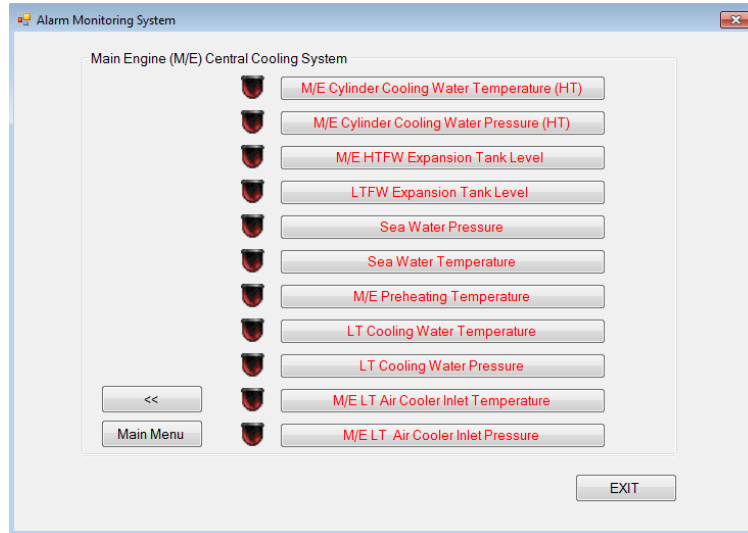 Alarm Monitoring System
Main Engine (M/E) Central Cooling System
M/E Cylinder Cooling Water Temperature (HT)
M/E Cylinder Cooling Water Pressure (HT)
M/E HTFW Expansion Tank Level
LTFW Expansion Tank Level
Sea Water Pressure
Sea Water Temperature
M/E Preheating Temperature
LT Cooling Water Temperature
LT Cooling Water Pressure
<< M/E LT Air Cooler Inlet Temperature
Main Menu M/E LT Air Cooler Inlet Pressure
EXIT